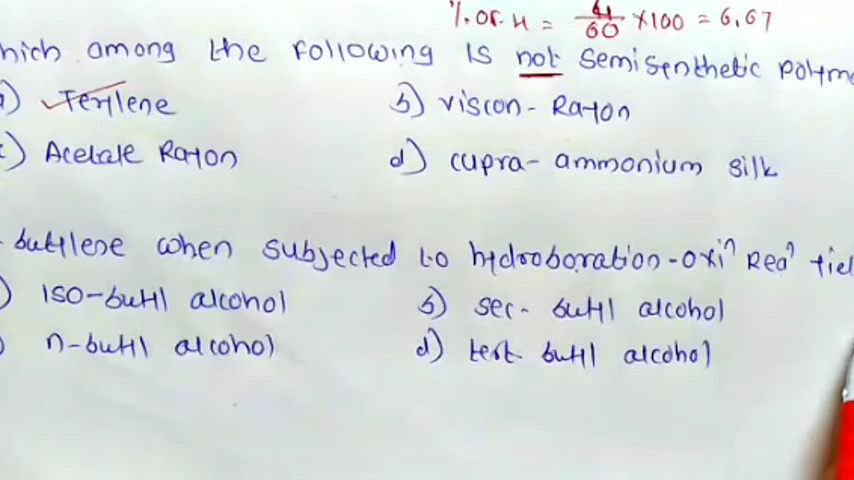 %.of.H = 4/60 ×100 = 6.67
hich among the following is not semisenthetic polyme
a) Terylene b) viscon - Rayon
c) Acetate Rayon d) cupra - ammonium silk
- butylene when subjected to hydroboration - oxiⁿ Reaⁿ yiel
) iso-butyl alcohol b) sec- butyl alcohol
) n-butyl alcohol d) tert butyl alcohol